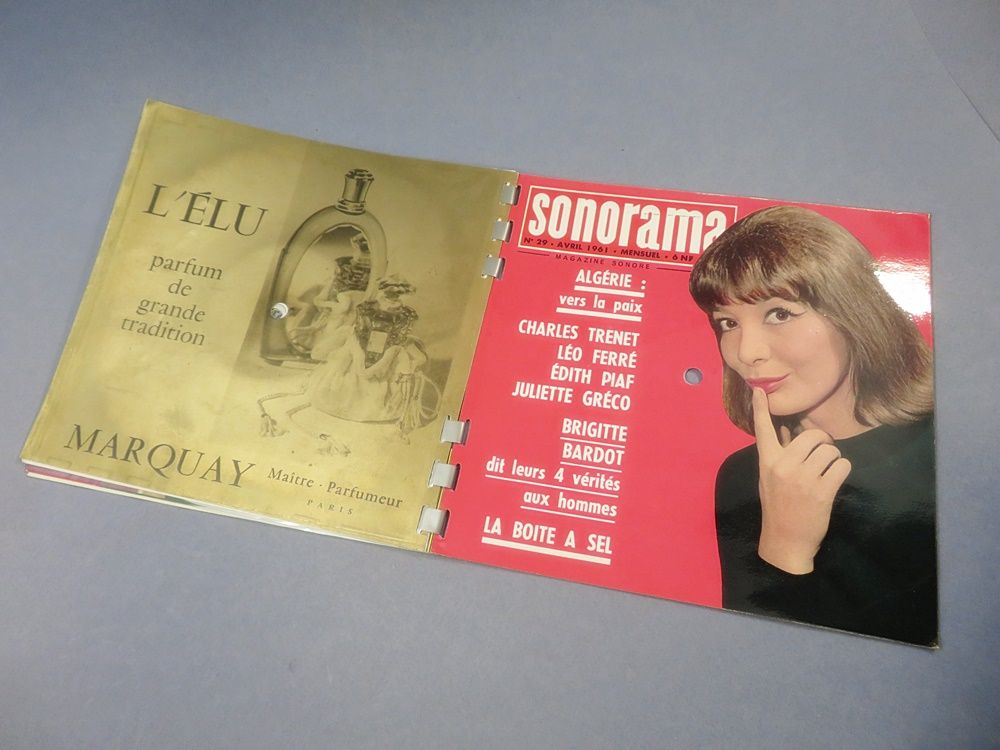 L'ÉLU
parfum
de
grande
tradition
MARQUAY Maître - Parfumeur
PARIS
sonorama
N° 29 • AVRIL 1961 • MENSUEL • 6 NF
MAGAZINE SONORE
ALGÉRIE :
vers la paix
CHARLES TRENET
LÉO FERRÉ
ÉDITH PIAF
JULIETTE GRÉCO
BRIGITTE
BARDOT
dit leurs 4 vérités
aux hommes
LA BOITE A SEL